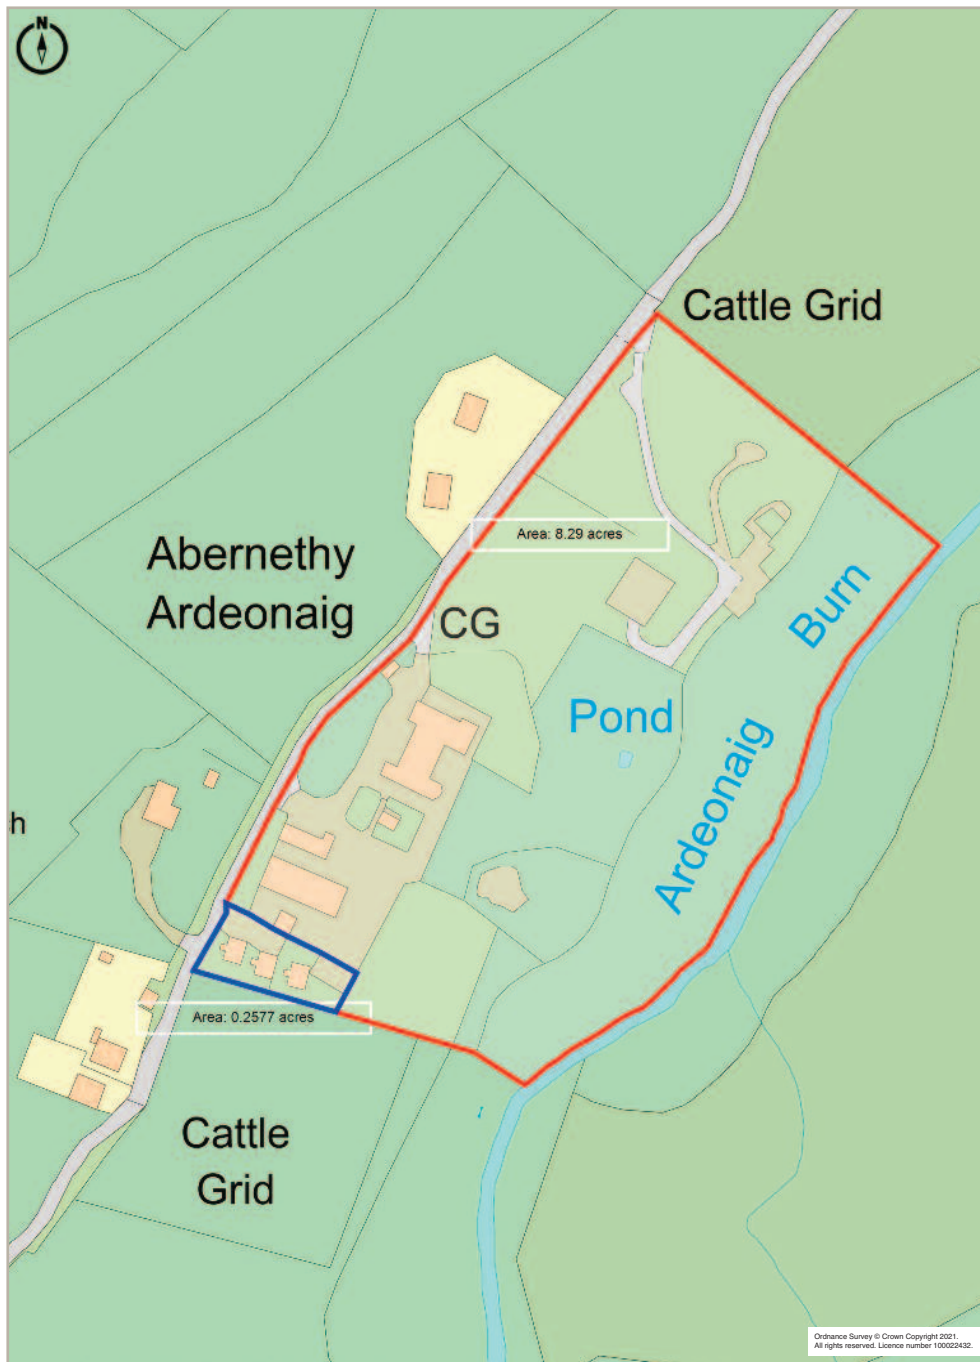 N
Cattle Grid
Area: 8.29 acres
Abernethy
Ardeonaig
CG
Burn
Pond
Ardeonaig
h
Area: 0.2577 acres
Cattle
Grid
Ordnance Survey © Crown Copyright 2021.
All rights reserved. Licence number 100022432.